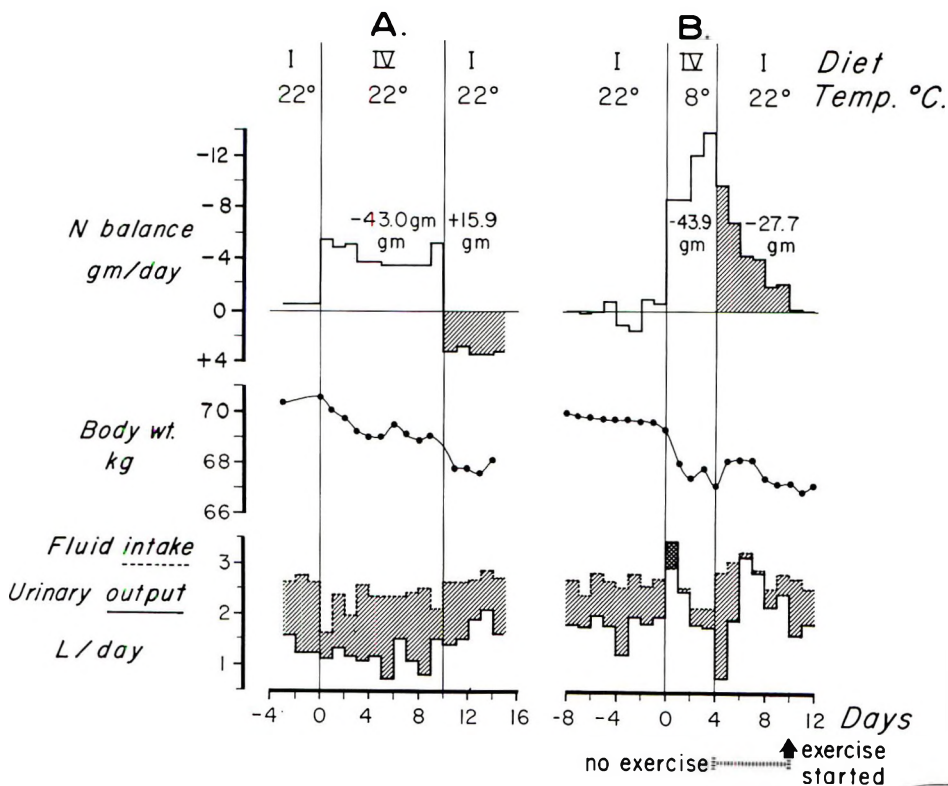 A. B.
I IV I I IV I Diet
22° 22° 22° 22° 8° 22° Temp. °C.
-12
-8
-43.0gm +15.9 -43.9 -27.7
N balance gm gm gm gm
-4
gm/day
0
+4
70
Body wt.
68
kg
66
Fluid intake
3
Urinary output
2
L/day
1
-4 0 4 8 12 16 -8 -4 0 4 8 12 Days
no exercise exercise
started